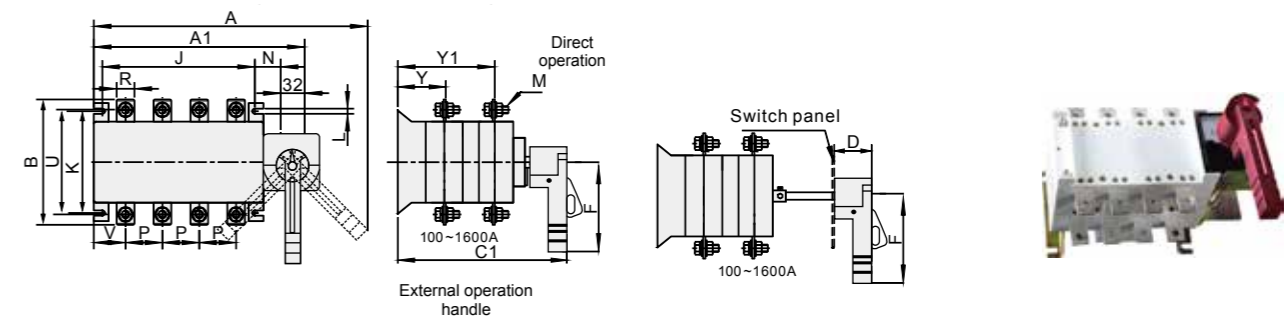 A
A1
J
N
R
32
B
U
K
L
V
P
P
P
Y1
Y
Direct
operation
M
F
100~1600A
C1
External operation
handle
Switch panel
D
F
100~1600A